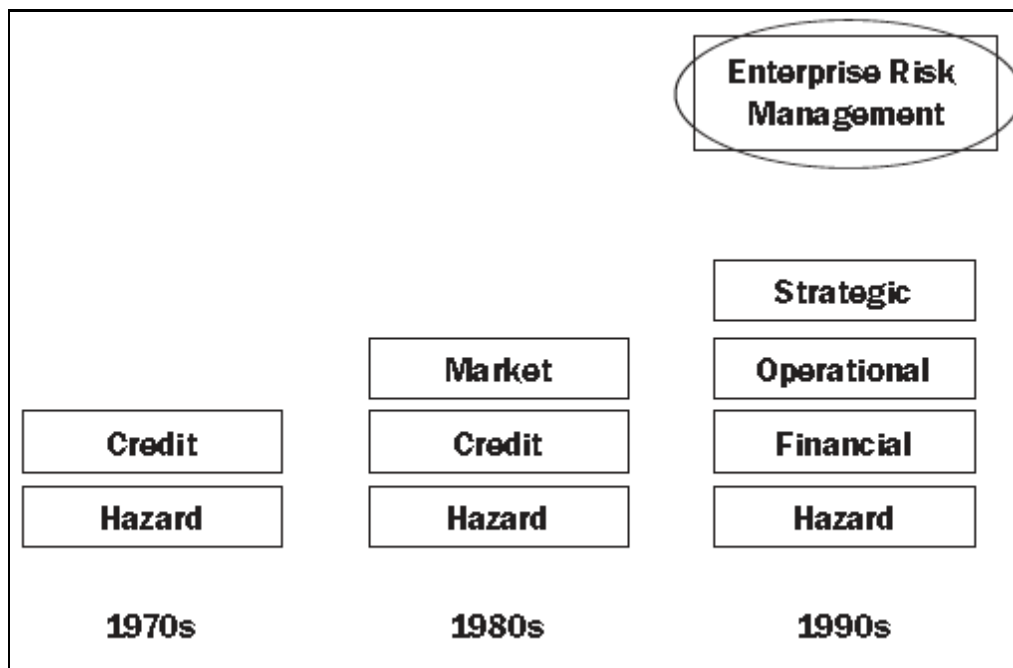 Enterprise Risk
Management
Strategic
Market
Operational
Credit
Credit
Financial
Hazard
Hazard
Hazard
1970s
1980s
1990s